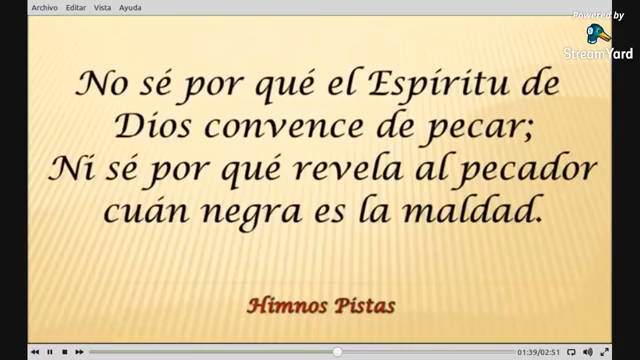 Archivo Editar Vista Ayuda
Powered by
StreamYard
No sé por qué el Espíritu de
Dios convence de pecar;
Ni sé por qué revela al pecador
cuán negra es la maldad.
Himnos Pistas
01:39/02:51